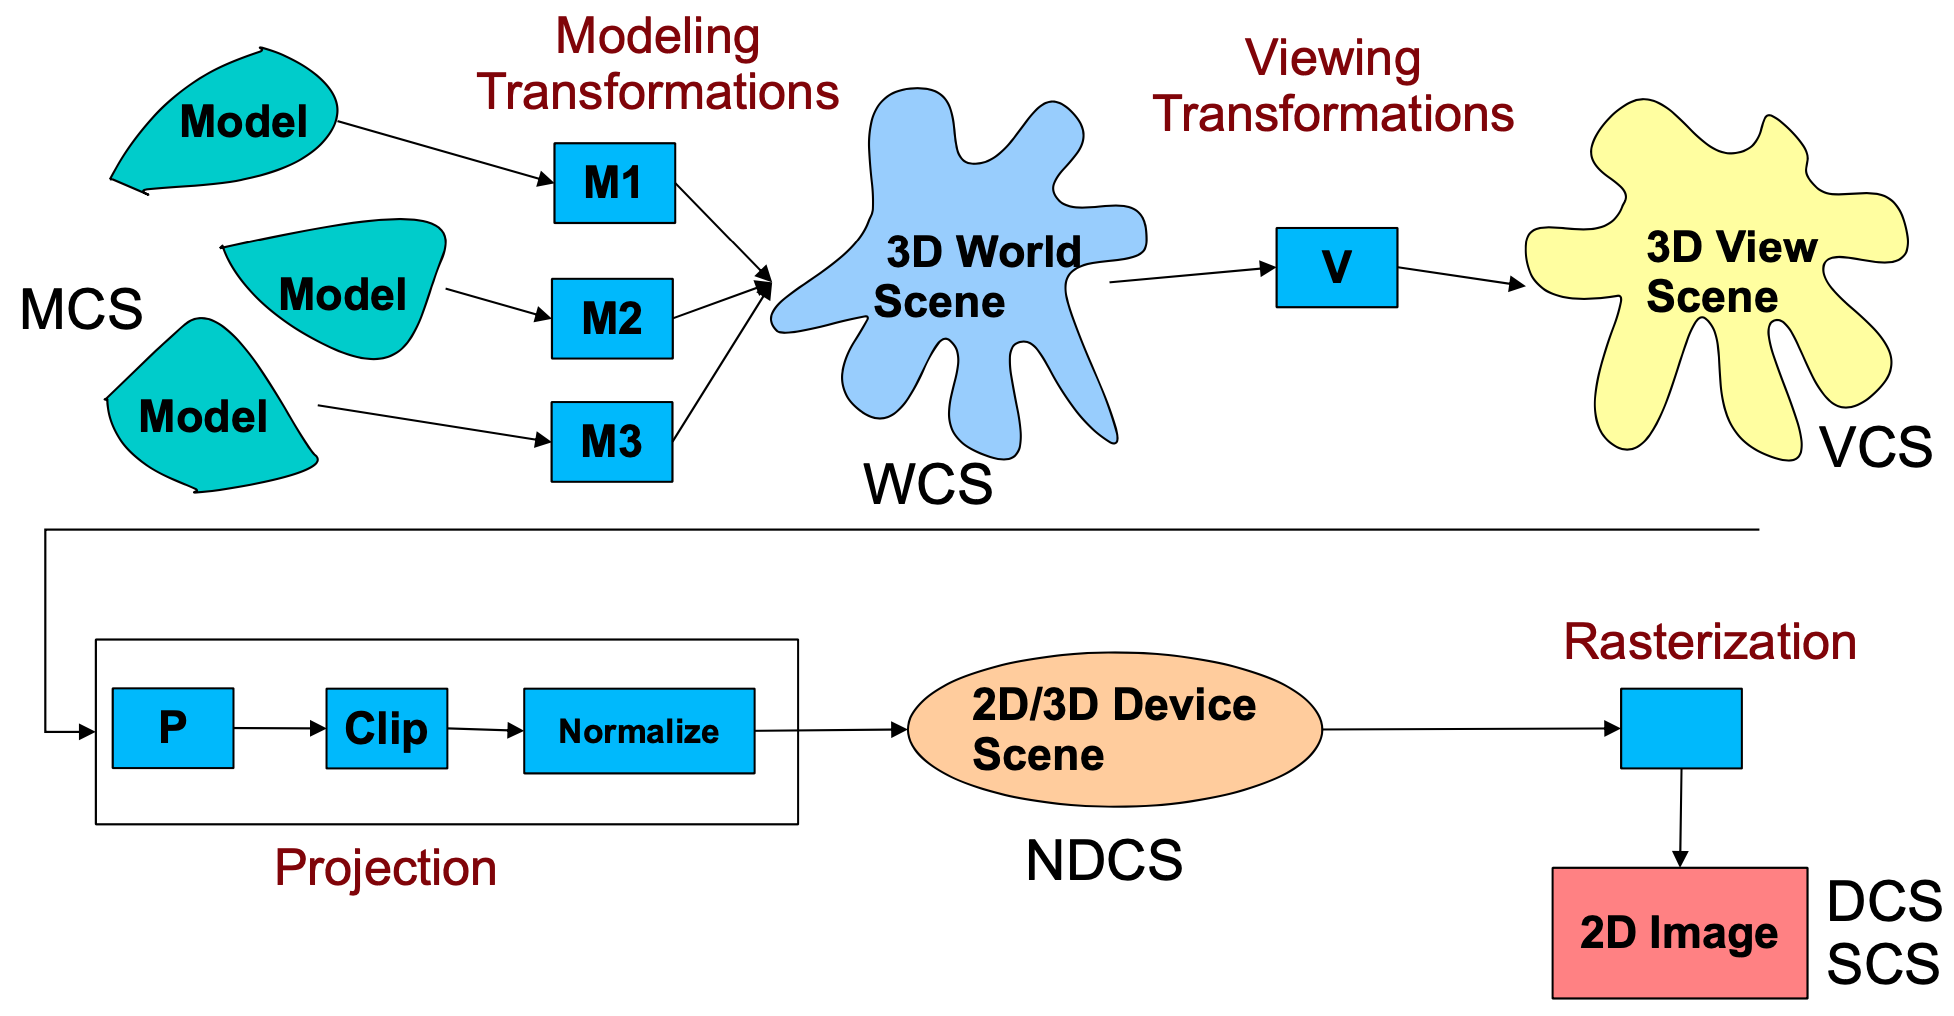 Modeling
Transformations
Viewing
Transformations
Model
M1
3D World
Scene
V
3D View
Scene
MCS
Model
M2
Model
M3
WCS
VCS
P
Clip
Normalize
Projection
2D/3D Device
Scene
NDCS
Rasterization
2D Image
DCS
SCS